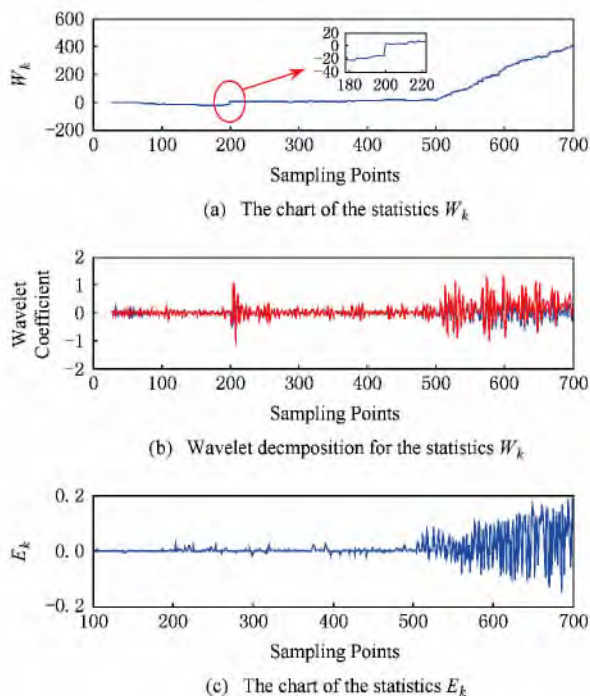 600
400
200
0
-200
W_k
20
0
-20
-40
180 200 220
0 100 200 300 400 500 600 700
Sampling Points
(a) The chart of the statistics W_k
2
1
0
-1
-2
Wavelet
Coefficient
0 100 200 300 400 500 600 700
Sampling Points
(b) Wavelet decmposition for the statistics W_k
0.2
0.0
-0.2
E_k
100 200 300 400 500 600 700
Sampling Points
(c) The chart of the statistics E_k